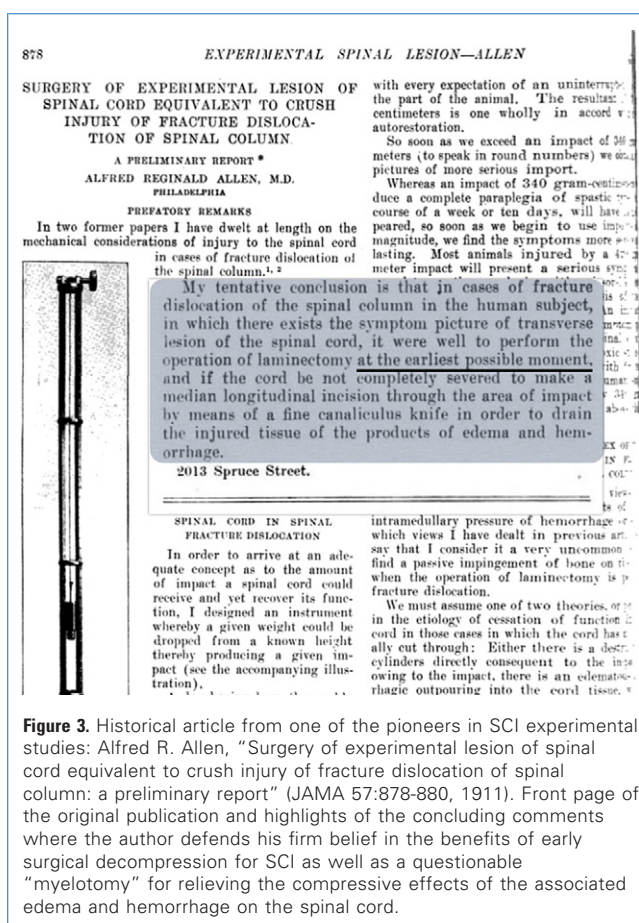 878
EXPERIMENTAL SPINAL LESION—ALLEN
SURGERY OF EXPERIMENTAL LESION OF
SPINAL CORD EQUIVALENT TO CRUSH
INJURY OF FRACTURE DISLOCA-
TION OF SPINAL COLUMN
A PRELIMINARY REPORT *
ALFRED REGINALD ALLEN, M.D.
PHILADELPHIA
PREFATORY REMARKS
In two former papers I have dwelt at length on the
mechanical considerations of injury to the spinal cord
in cases of fracture dislocation of
the spinal column.1, 2
with every expectation of an
the part of the animal. The
centimeters is one wholly in accord
autorestoration.
So soon as we exceed an impact of
meters (to speak in round numbers) we
pictures of more serious import.
Whereas an impact of 340
duce a complete paraplegia of spastic
course of a week or ten days, will have
peared, so soon as we begin to use
magnitude, we find the symptoms more
lasting. Most animals injured by a
meter impact will present a serious
My tentative conclusion is that in cases of fracture
dislocation of the spinal column in the human subject,
in which there exists the symptom picture of transverse
lesion of the spinal cord, it were well to perform the
operation of laminectomy at the earliest possible moment,
and if the cord be not completely severed to make a
median longitudinal incision through the area of impact
by means of a fine canaliculus knife in order to drain
the injured tissue of the products of edema and hem-
orrhage.
2013 Spruce Street.
SPINAL CORD IN SPINAL
FRACTURE DISLOCATION
In order to arrive at an ade-
quate concept as to the amount
of impact a spinal cord could
receive and yet recover its func-
tion, I designed an instrument
whereby a given weight could be
dropped from a known height
thereby producing a given im-
pact (see the accompanying illus-
tration).
intramedullary pressure of hemorrhage
which views I have dealt in previous
say that I consider it a very uncommon
find a passive impingement of bone on
when the operation of laminectomy is
fracture dislocation.
We must assume one of two theories,
in the etiology of cessation of function
cord in those cases in which the cord has
ally cut through: Either there is a
cylinders directly consequent to the
owing to the impact, there is an
rhagic outpouring into the cord tissue.
Figure 3. Historical article from one of the pioneers in SCI experimental
studies: Alfred R. Allen, “Surgery of experimental lesion of spinal
cord equivalent to crush injury of fracture dislocation of spinal
column: a preliminary report” (JAMA 57:878-880, 1911). Front page of
the original publication and highlights of the concluding comments
where the author defends his firm belief in the benefits of early
surgical decompression for SCI as well as a questionable
“myelotomy” for relieving the compressive effects of the associated
edema and hemorrhage on the spinal cord.